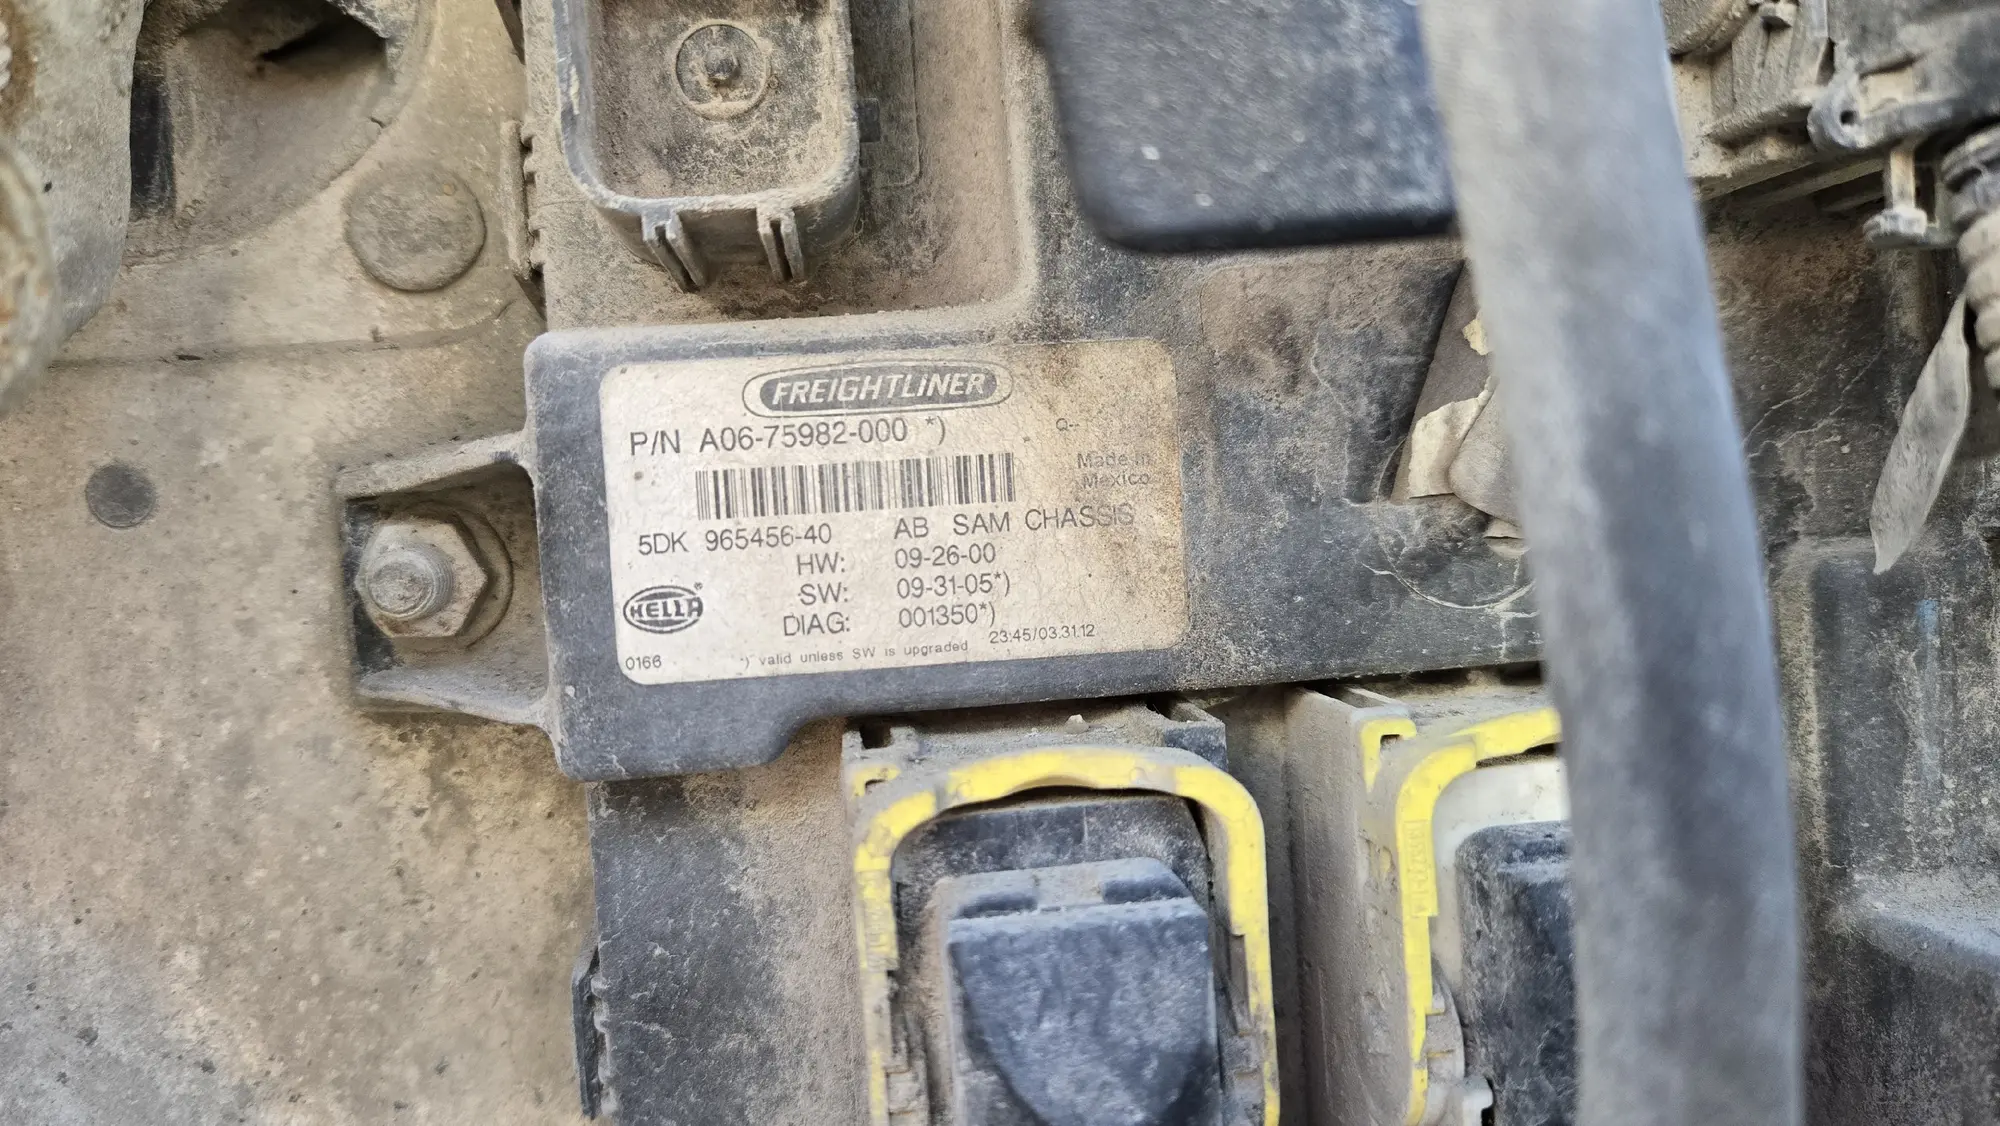 FREIGHTLINER
P/N A06-75982-000 *)
Q--
Made in
Mexico
5DK 965456-40 AB SAM CHASSIS
HW: 09-26-00
SW: 09-31-05*)
DIAG: 001350*)
HELLA
®
0166 *) valid unless SW is upgraded 23:45/03.31.12